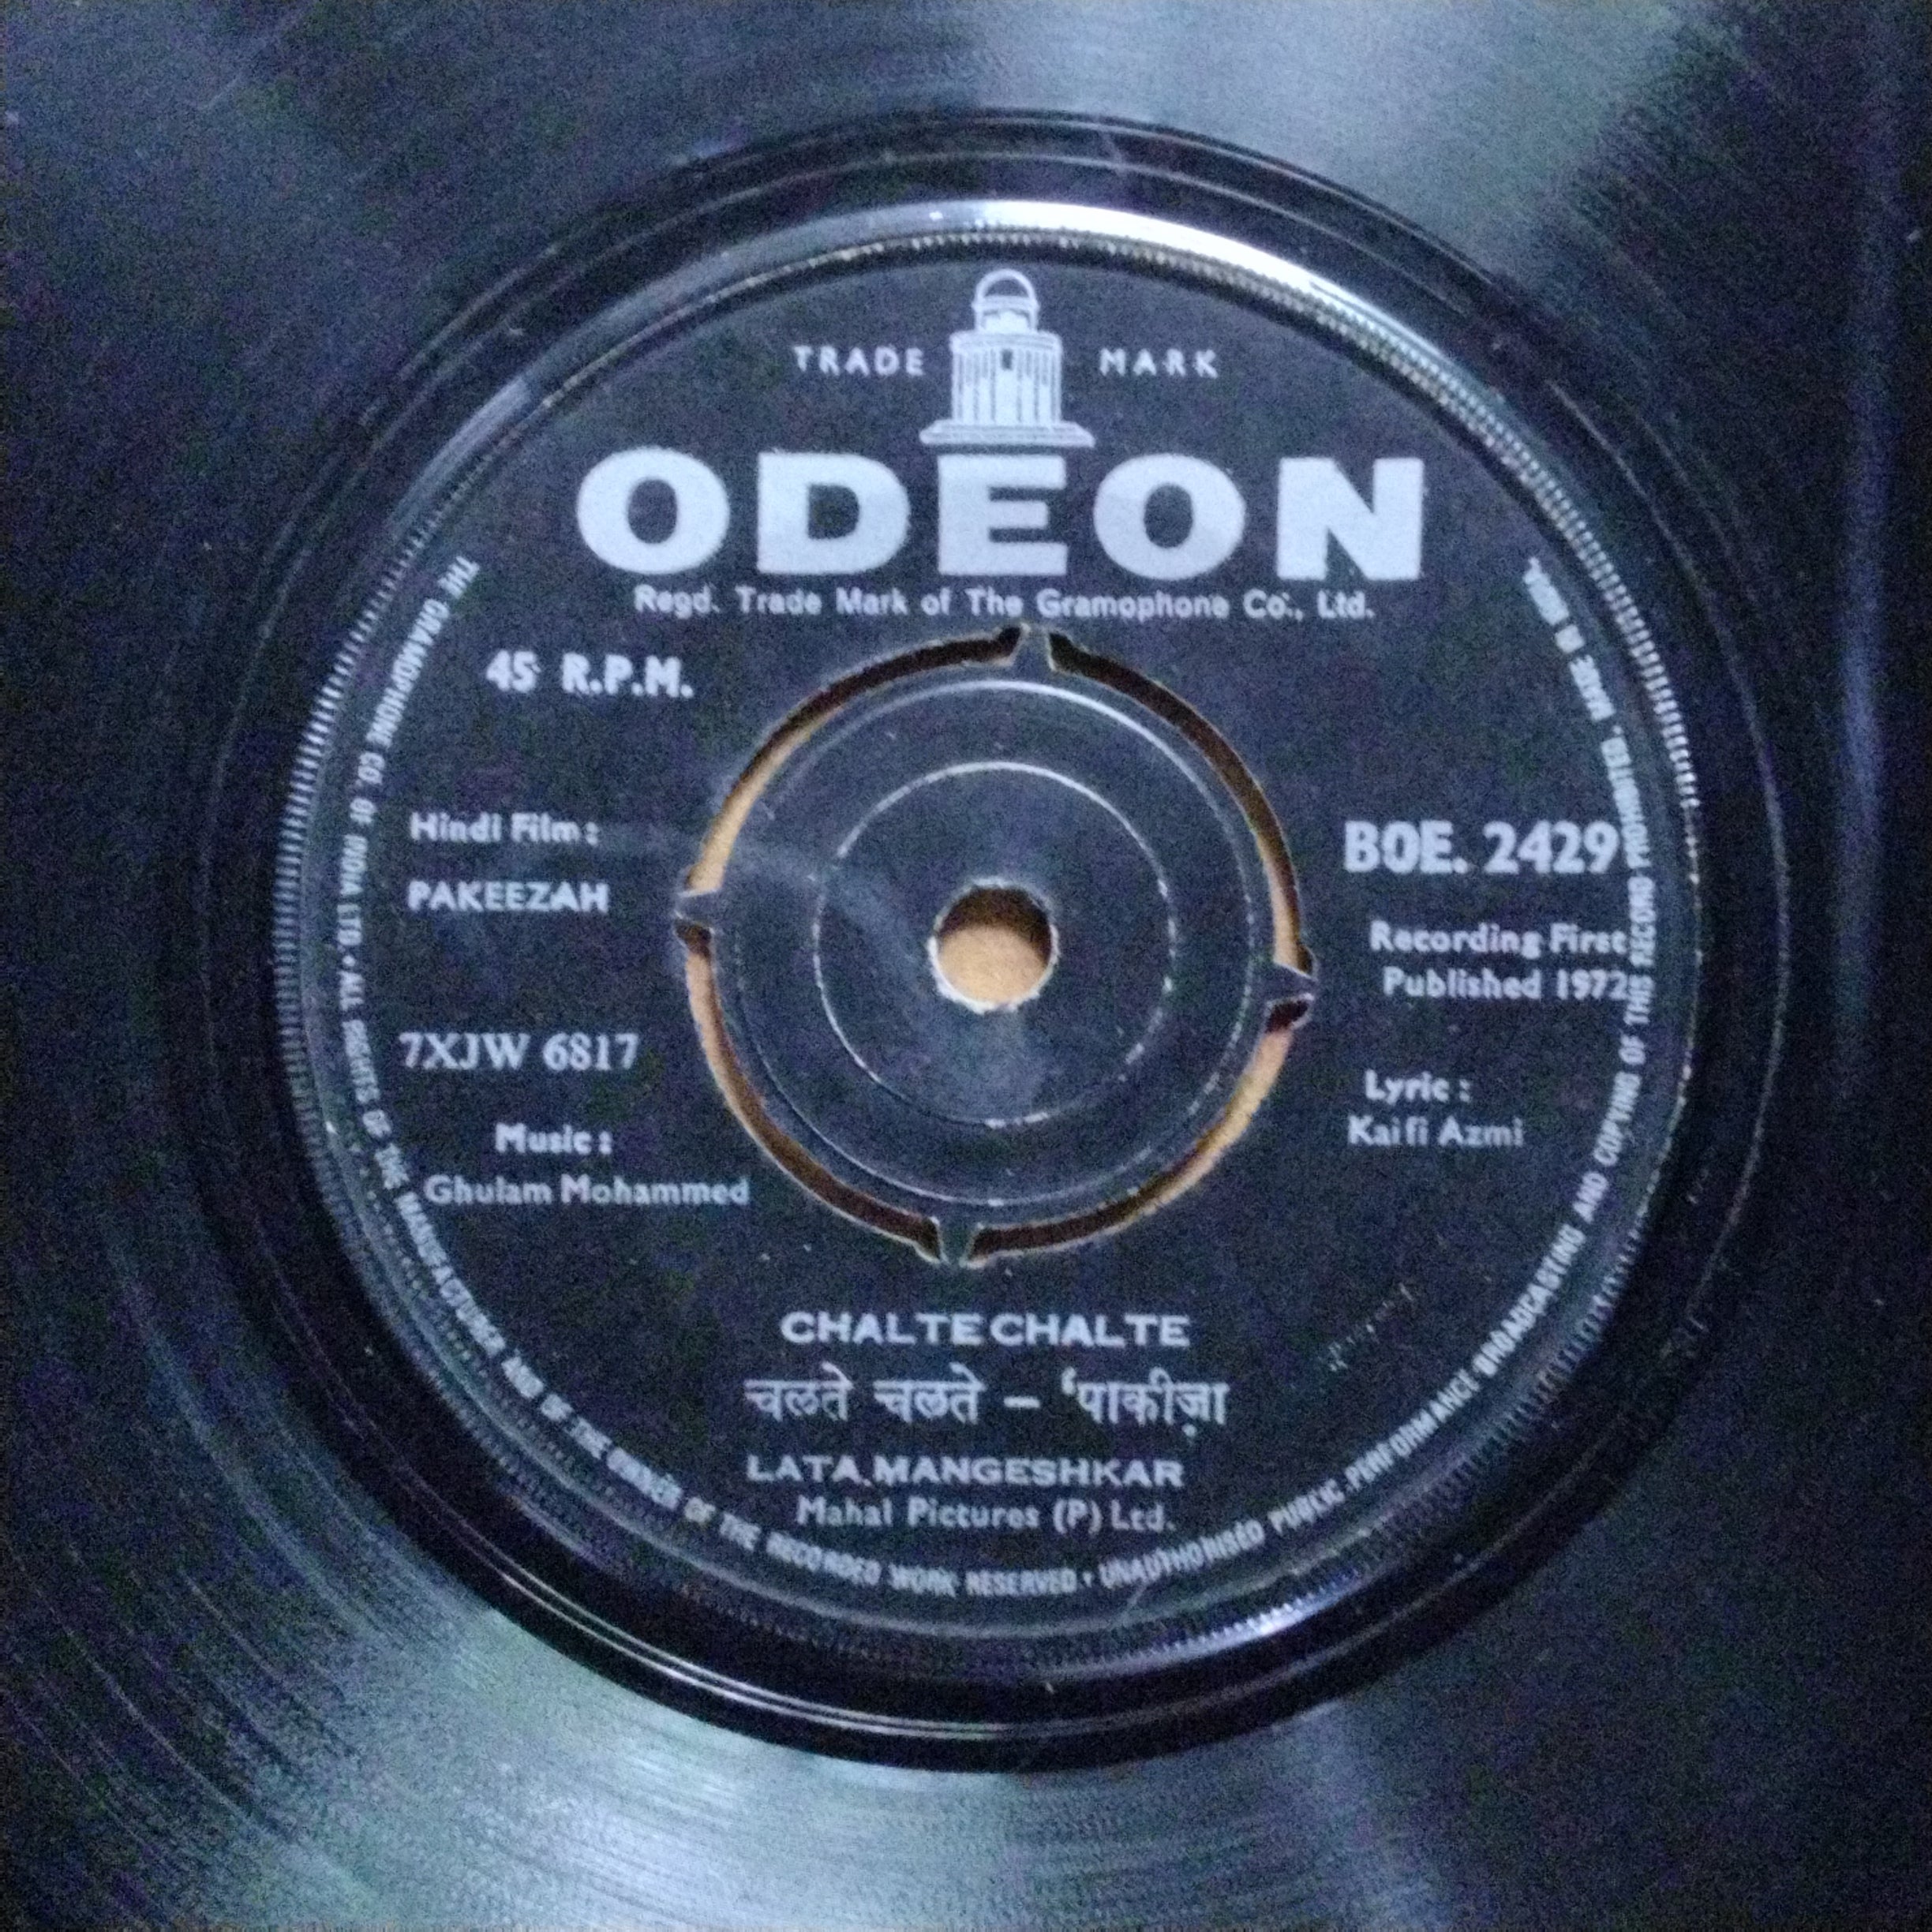 TRADE MARK
ODEON
Regd. Trade Mark of The Gramophone Co., Ltd.
45 R.P.M.
Hindi Film :
PAKEEZAH
BOE. 2429
Recording First
Published 1972
7XJW 6817
Lyric :
Kaifi Azmi
Music :
Ghulam Mohammed
CHALTE CHALTE
चलते चलते – ‘पाकीज़ा
LATA MANGESHKAR
Mahal Pictures (P) Ltd.
THE GRAMOPHONE CO. OF INDIA LTD. • ALL RIGHTS OF THE MANUFACTURER AND OF THE OWNER OF THE RECORDED WORK RESERVED • UNAUTHORISED PUBLIC PERFORMANCE BROADCASTING AND COPYING OF THIS RECORD PROHIBITED. MADE IN INDIA.